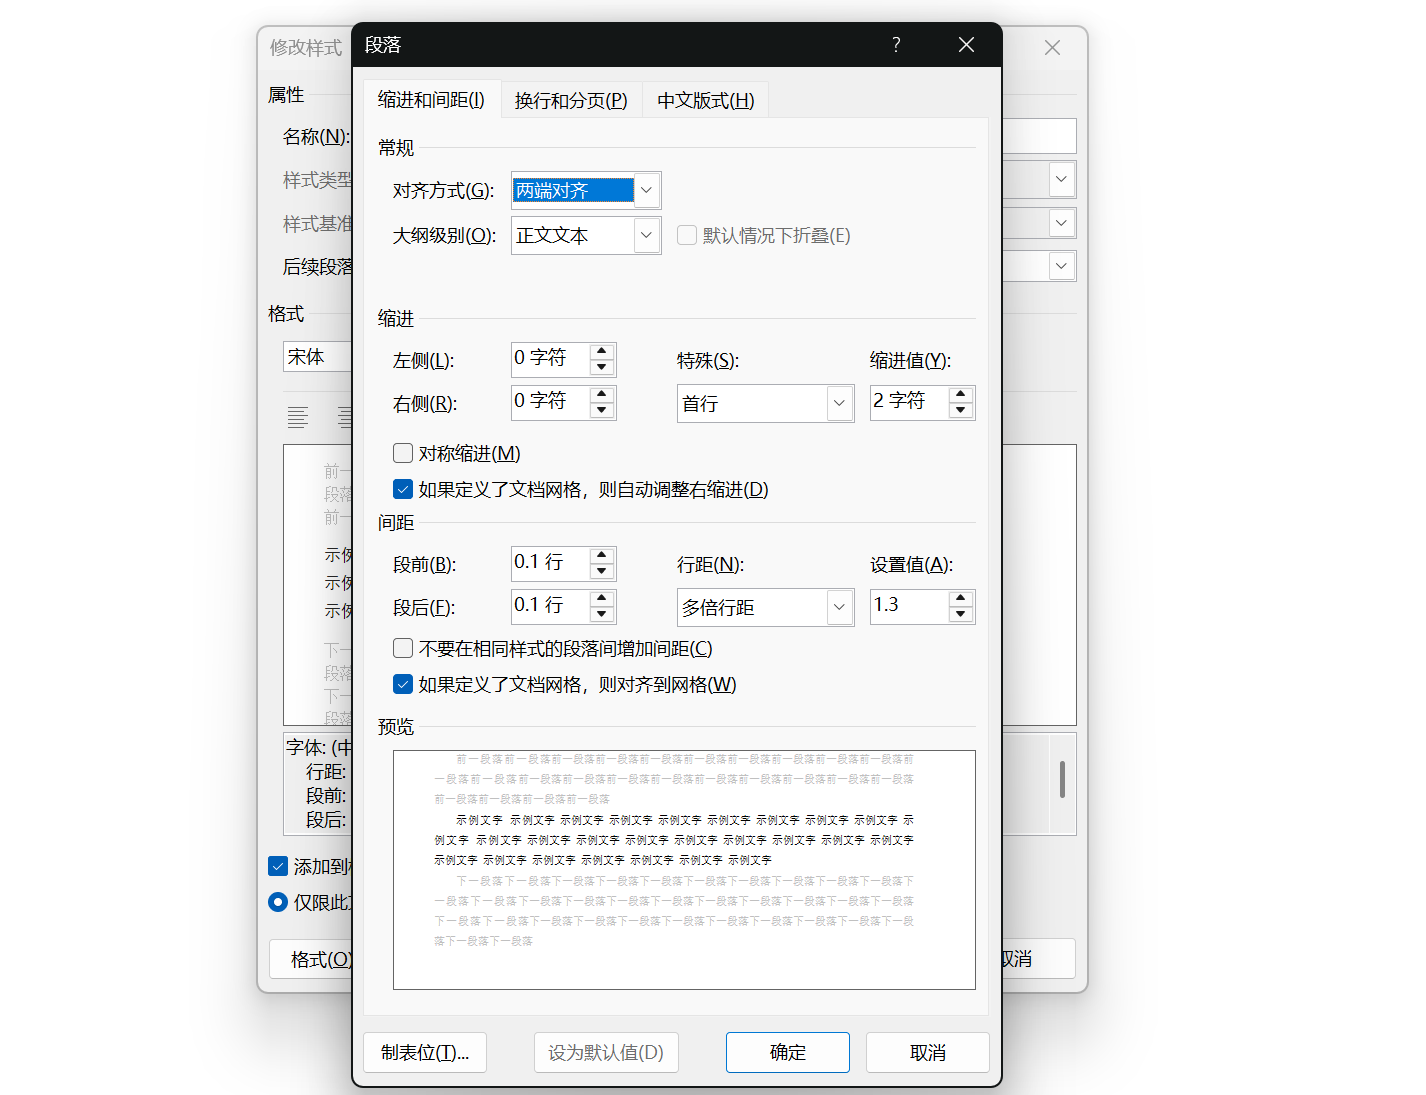 修改样式
段落
?
属性
名称(N):
样式类型
样式基准
后续段落
格式
宋体
前一
段落
前一
示例
示例
示例
下一
段落
下一
段落
字体: (中
行距:
段前:
段后:
添加到
仅限此
格式(O)
取消
缩进和间距(I) 换行和分页(P) 中文版式(H)
常规
对齐方式(G): 两端对齐
大纲级别(O): 正文文本 默认情况下折叠(E)
缩进
左侧(L): 0 字符 特殊(S): 缩进值(Y):
右侧(R): 0 字符 首行 2 字符
对称缩进(M)
如果定义了文档网格，则自动调整右缩进(D)
间距
段前(B): 0.1 行 行距(N): 设置值(A):
段后(F): 0.1 行 多倍行距 1.3
不要在相同样式的段落间增加间距(C)
如果定义了文档网格，则对齐到网格(W)
预览
前一段落前一段落前一段落前一段落前一段落前一段落前一段落前一段落前一段落前一段落前
一段落前一段落前一段落前一段落前一段落前一段落前一段落前一段落前一段落前一段落前一段落
前一段落前一段落前一段落前一段落
示例文字 示例文字 示例文字 示例文字 示例文字 示例文字 示例文字 示例文字 示例文字 示
例文字 示例文字 示例文字 示例文字 示例文字 示例文字 示例文字 示例文字 示例文字 示例文字
示例文字 示例文字 示例文字 示例文字 示例文字 示例文字 示例文字
下一段落下一段落下一段落下一段落下一段落下一段落下一段落下一段落下一段落下一段落下
一段落下一段落下一段落下一段落下一段落下一段落下一段落下一段落下一段落下一段落下一段落
下一段落下一段落下一段落下一段落下一段落下一段落下一段落下一段落下一段落下一段落下一段
落下一段落下一段落
制表位(T)... 设为默认值(D) 确定 取消